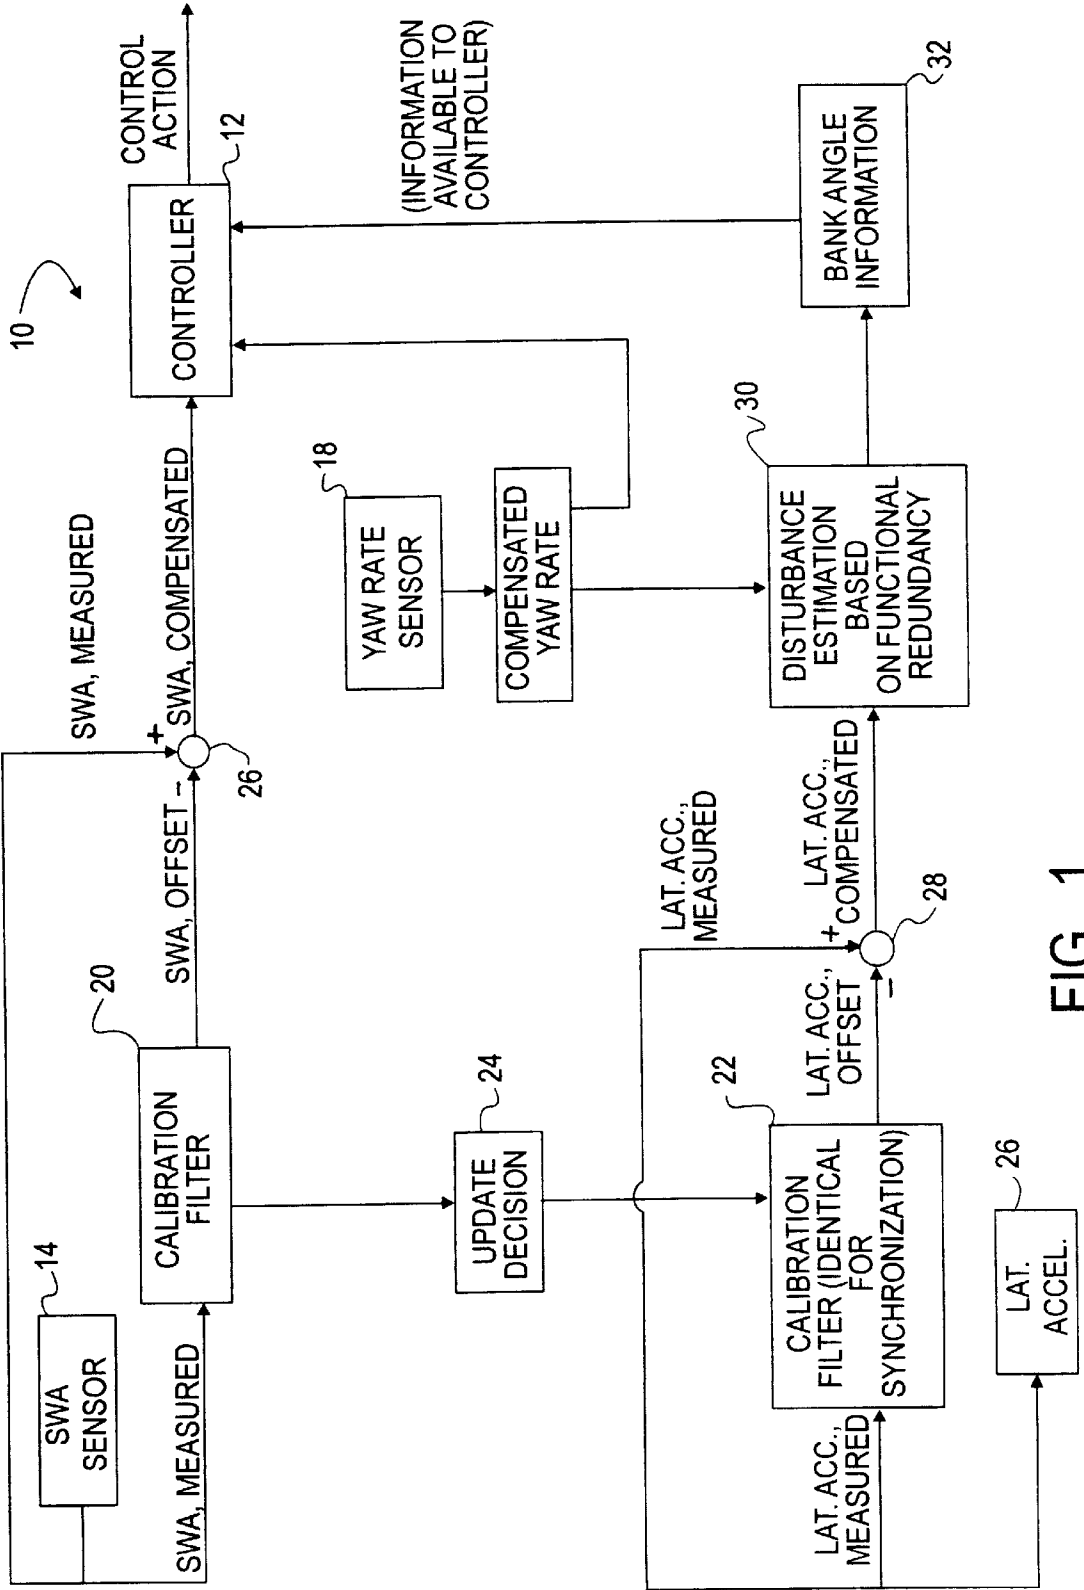 10
CONTROL
ACTION
12
CONTROLLER
(INFORMATION
AVAILABLE TO
CONTROLLER)
32
BANK ANGLE
INFORMATION
SWA, MEASURED
+
SWA, COMPENSATED
26
SWA, OFFSET
-
20
CALIBRATION
FILTER
14
SWA
SENSOR
SWA, MEASURED
18
YAW RATE
SENSOR
COMPENSATED
YAW RATE
30
DISTURBANCE
ESTIMATION
BASED
ON FUNCTIONAL
REDUNDANCY
24
UPDATE
DECISION
LAT. ACC.,
MEASURED
+
LAT. ACC.,
COMPENSATED
28
LAT. ACC.,
OFFSET
-
22
CALIBRATION
FILTER (IDENTICAL
FOR
SYNCHRONIZATION)
LAT. ACC.,
MEASURED
26
LAT.
ACCEL.
FIG. 1